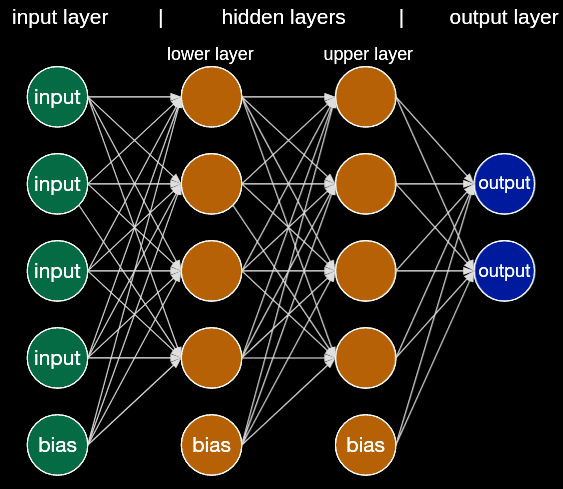 input layer | hidden layers | output layer
lower layer upper layer
input
input output
input output
input
bias bias bias